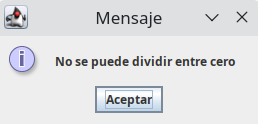 Mensaje
No se puede dividir entre cero
Aceptar